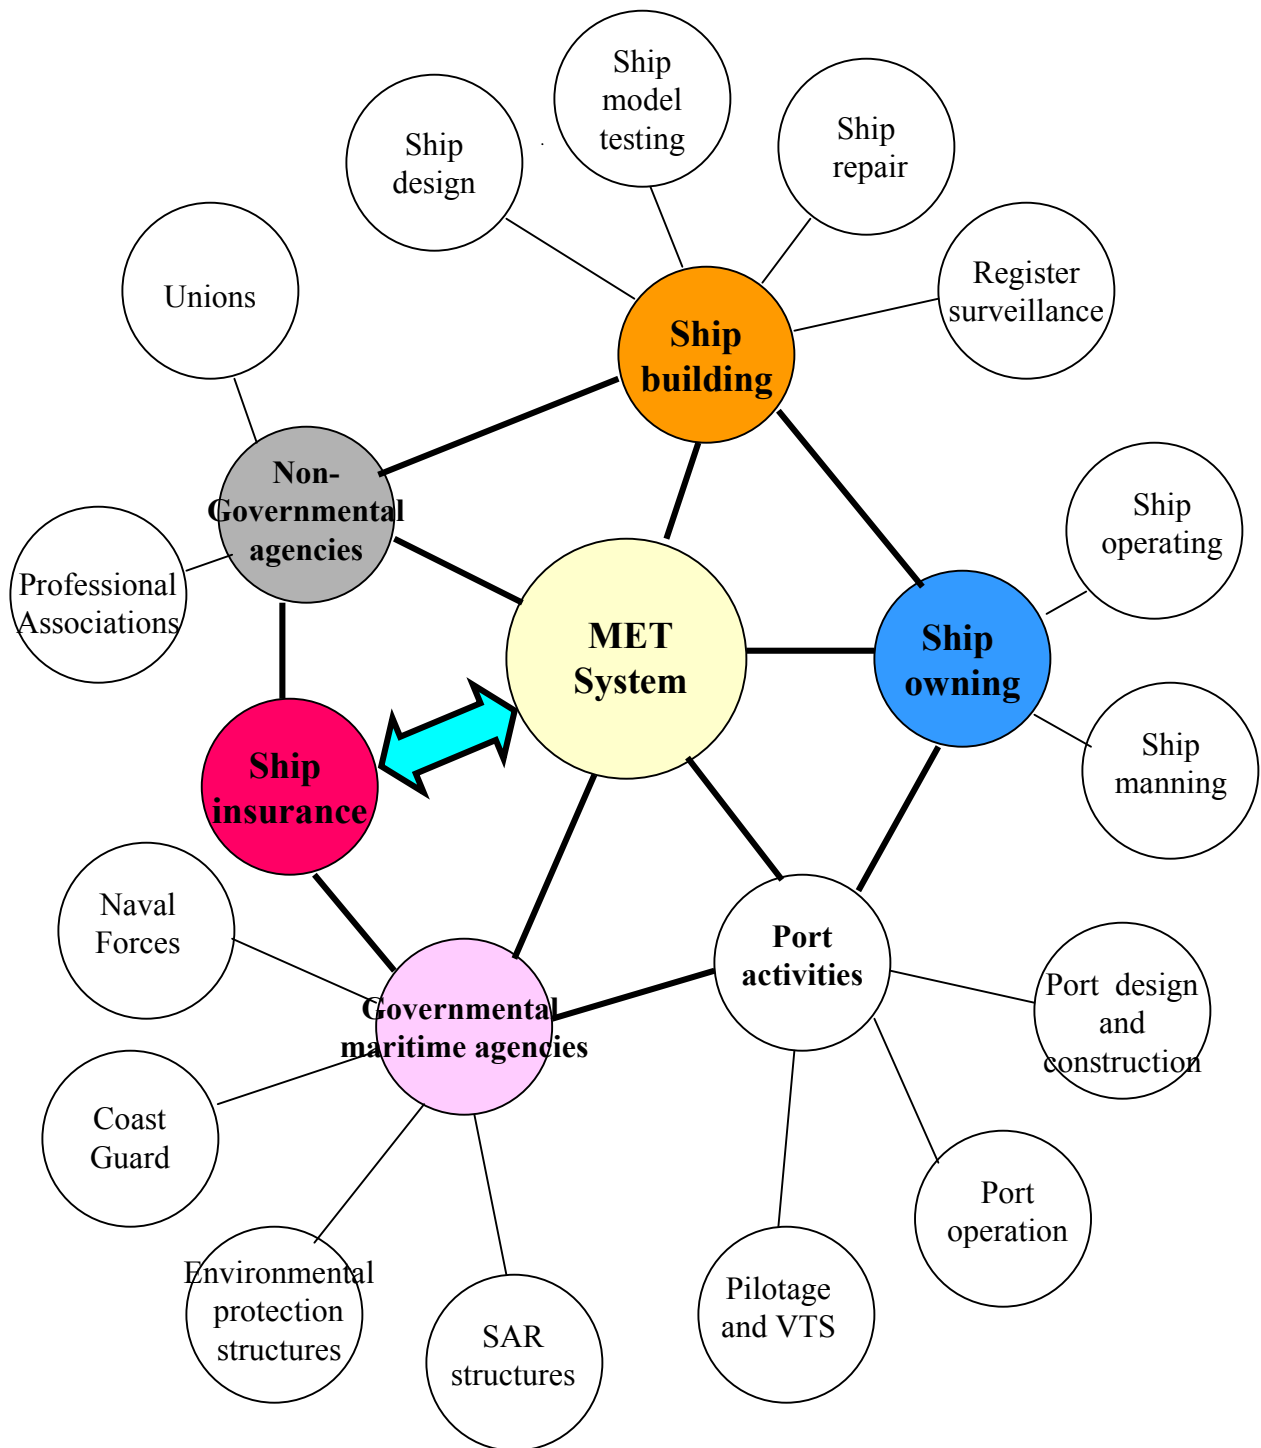 Ship
model
testing
Ship
design
Ship
repair
Register
surveillance
Unions
Ship
building
Non-
Governmental
agencies
Ship
operating
Professional
Associations
MET
System
Ship
owning
Ship
manning
Ship
insurance
Naval
Forces
Port
activities
Governmental
maritime agencies
Port design
and
construction
Coast
Guard
Port
operation
Environmental
protection
structures
Pilotage
and VTS
SAR
structures